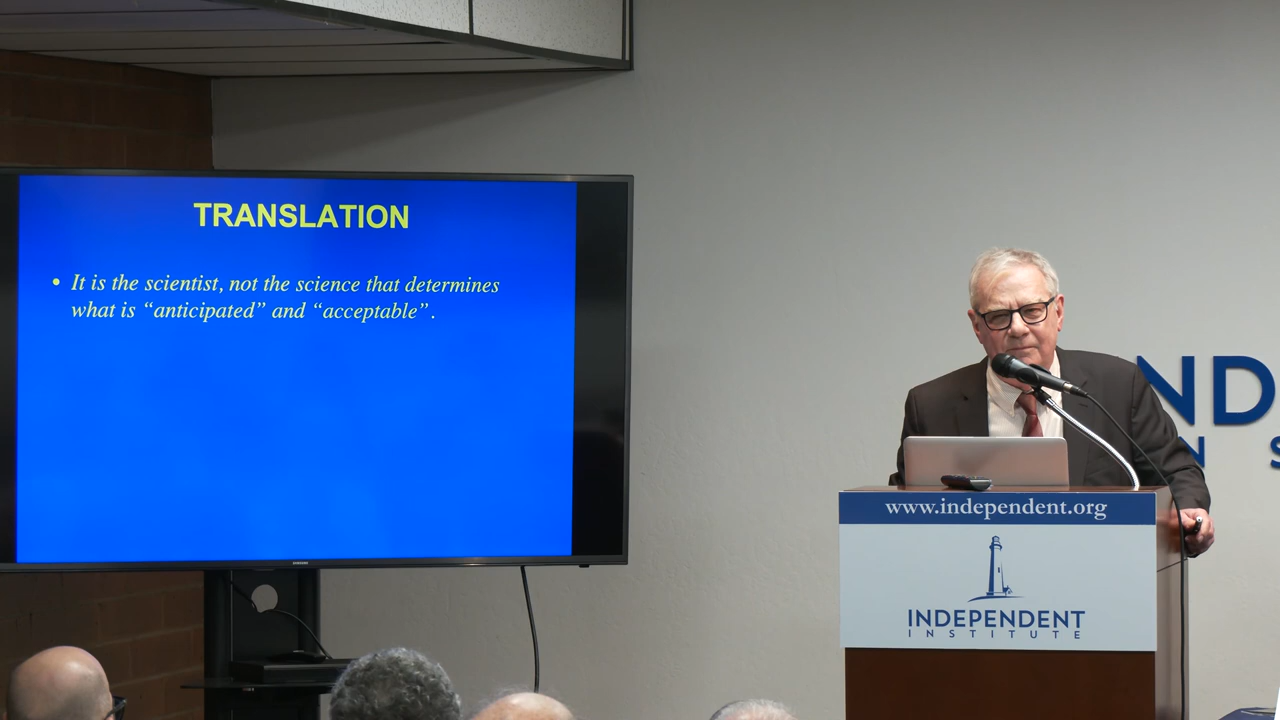 TRANSLATION
• It is the scientist, not the science that determines
what is “anticipated” and “acceptable”.
SAMSUNG
IND
N S
www.independent.org
INDEPENDENT
INSTITUTE